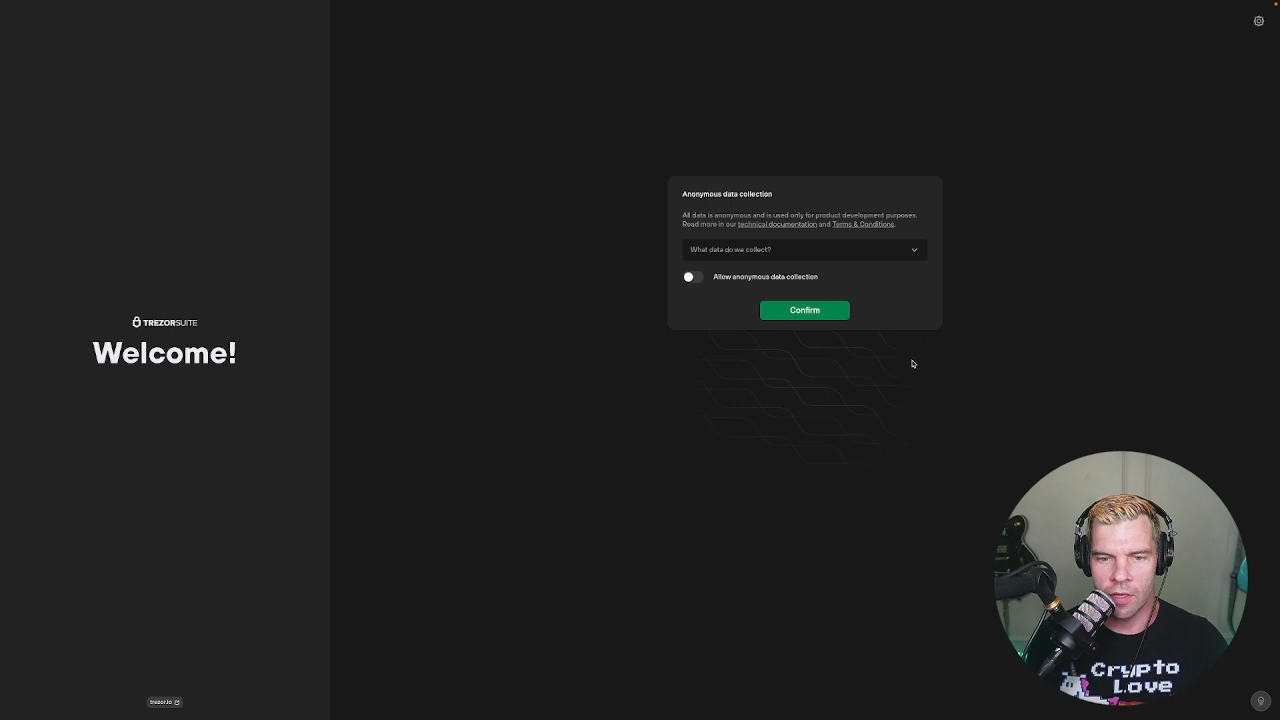 TREZOR SUITE
Welcome!
trezor.io
Anonymous data collection
All data is anonymous and is used only for product development purposes.
Read more in our technical documentation and Terms & Conditions.
What data do we collect?
Allow anonymous data collection
Confirm
Crypto
Love